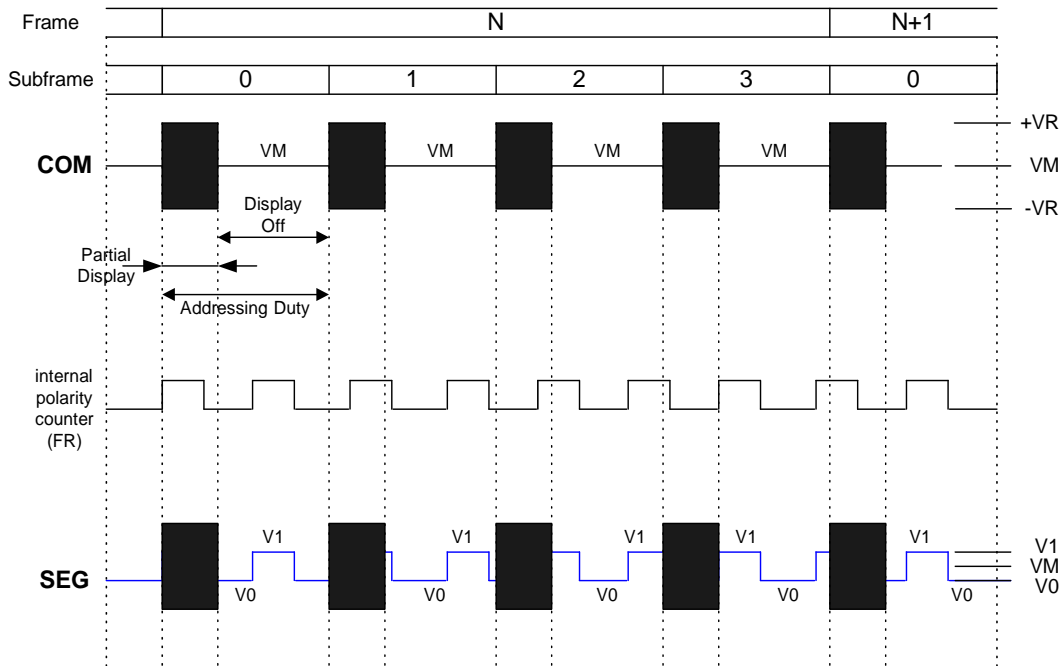 Frame
N
N+1
Subframe
0
1
2
3
0
COM
VM
VM
VM
VM
+VR
VM
-VR
Display
Off
Partial
Display
Addressing Duty
internal
polarity
counter
(FR)
SEG
V1
V1
V1
V1
V1
V0
V0
V0
V0
V0
V1
VM
V0